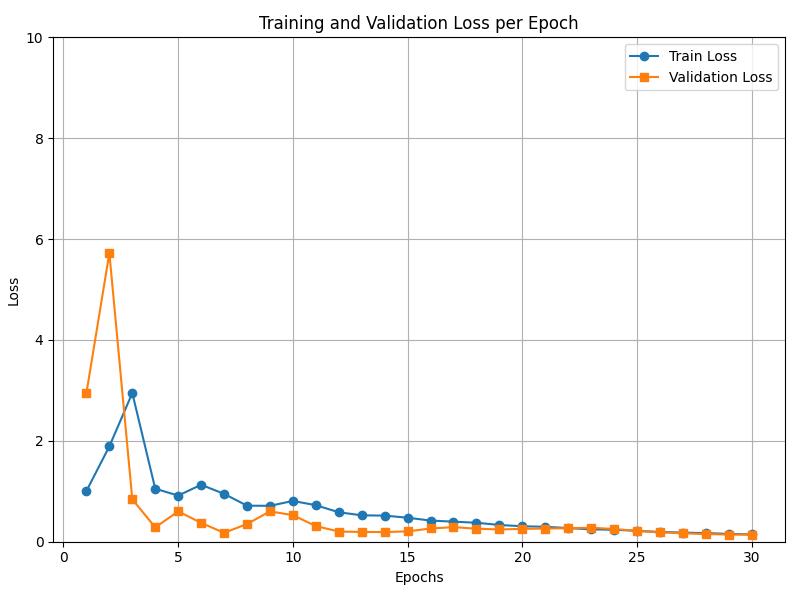 Training and Validation Loss per Epoch
Train Loss
Validation Loss
10
8
6
4
2
0
Loss
0 5 10 15 20 25 30
Epochs